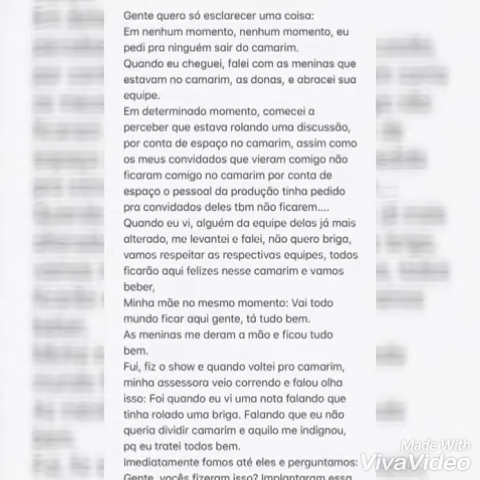 Gente quero só esclarecer uma coisa:
Em nenhum momento, nenhum momento, eu
pedi pra ninguém sair do camarim.
Quando eu cheguei, falei com as meninas que
estavam no camarim, as donas, e abracei sua
equipe.
Em determinado momento, comecei a
perceber que estava rolando uma discussão,
por conta de espaço no camarim, assim como
os meus convidados que vieram comigo não
ficaram comigo no camarim por conta de
espaço o pessoal da produção tinha pedido
pra convidados deles tbm não ficarem....
Quando eu vi, alguém da equipe delas já mais
alterado, me levantei e falei, não quero briga,
vamos respeitar as respectivas equipes, todos
ficarão aqui felizes nesse camarim e vamos
beber,
Minha mãe no mesmo momento: Vai todo
mundo ficar aqui gente, tá tudo bem.
As meninas me deram a mão e ficou tudo
bem.
Fui, fiz o show e quando voltei pro camarim,
minha assessora veio correndo e falou olha
isso: Foi quando eu vi uma nota falando que
tinha rolado uma briga. Falando que eu não
queria dividir camarim e aquilo me indignou,
pq eu tratei todos bem.
Imediatamente fomos até eles e perguntamos:
Gente, vocês fizeram isso? Implantaram essa
Made With
VivaVideo